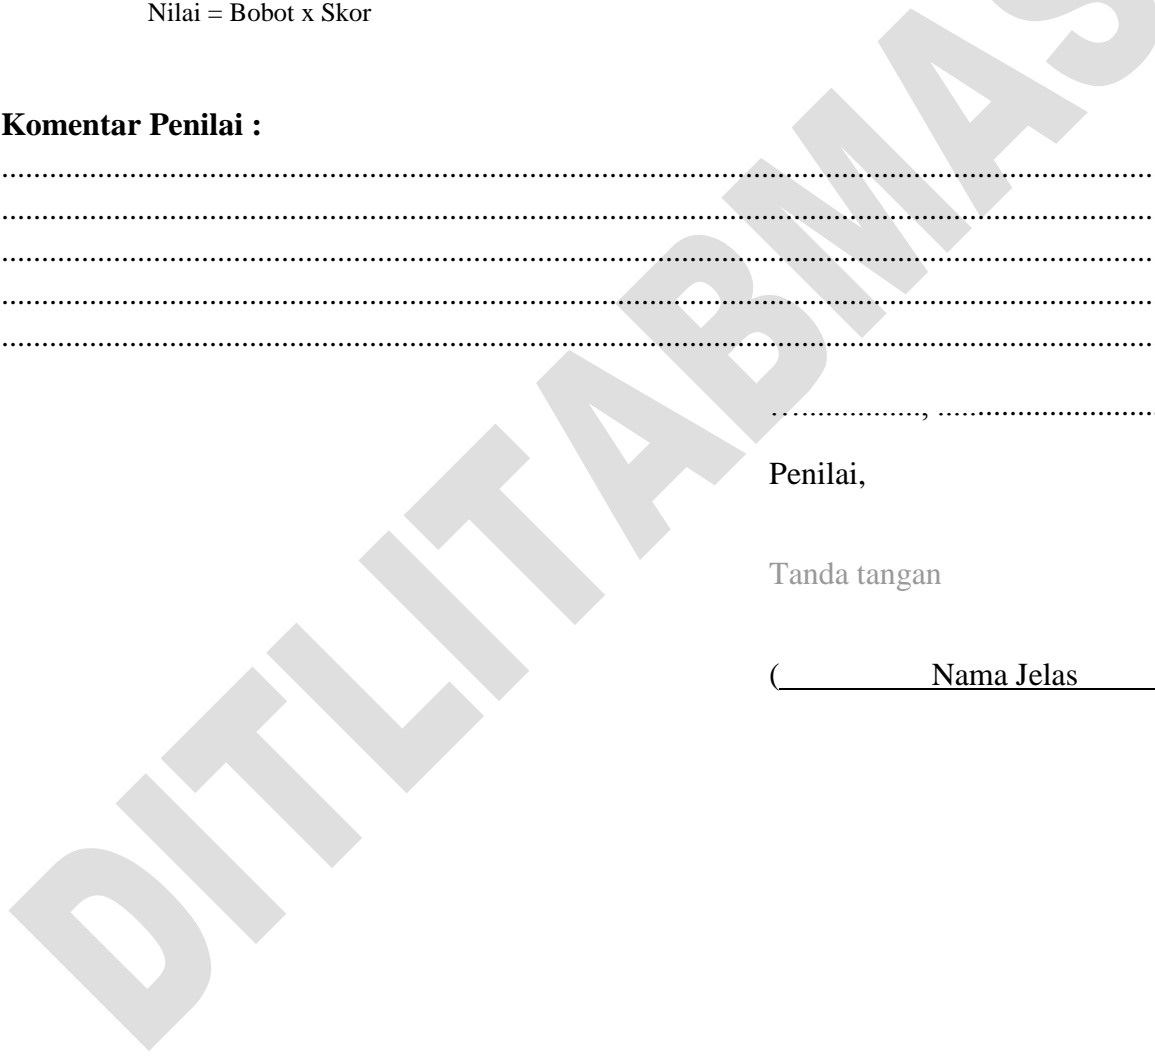 Nilai = Bobot x Skor
Komentar Penilai :
................................................................................................................................................
................................................................................................................................................
................................................................................................................................................
................................................................................................................................................
................................................................................................................................................
..................., ............................
Penilai,
Tanda tangan
( Nama Jelas
DITLITABMAS